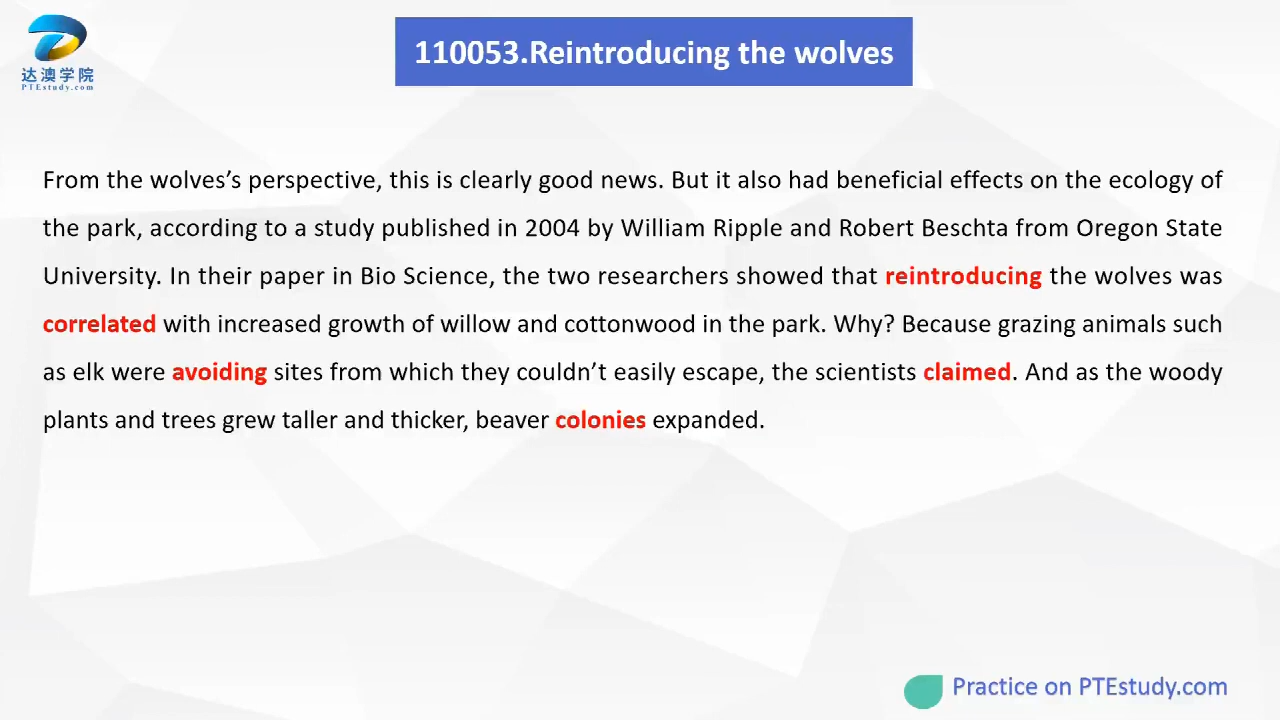 达澳学院
PTEstudy.com
110053.Reintroducing the wolves
From the wolves’s perspective, this is clearly good news. But it also had beneficial effects on the ecology of
the park, according to a study published in 2004 by William Ripple and Robert Beschta from Oregon State
University. In their paper in Bio Science, the two researchers showed that reintroducing the wolves was
correlated with increased growth of willow and cottonwood in the park. Why? Because grazing animals such
as elk were avoiding sites from which they couldn’t easily escape, the scientists claimed. And as the woody
plants and trees grew taller and thicker, beaver colonies expanded.
Practice on PTEstudy.com